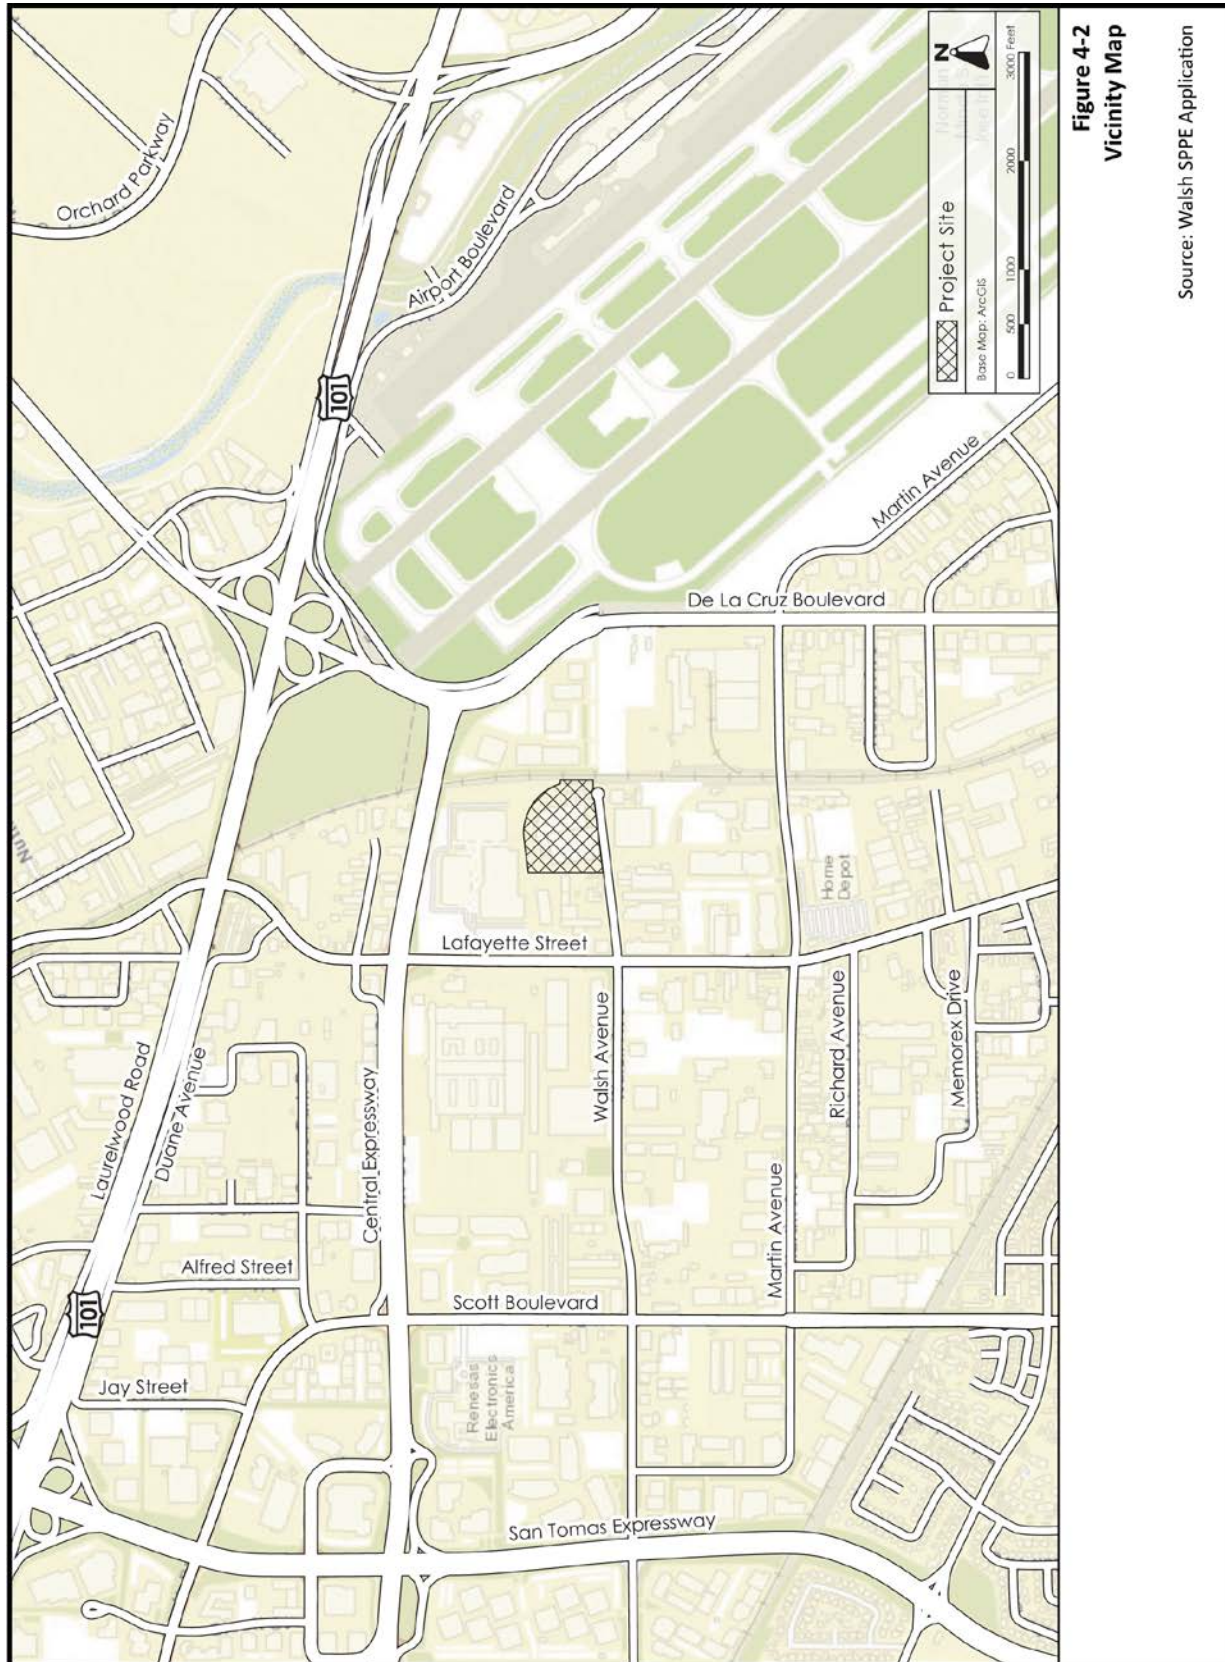 Orchard Parkway
Airport Boulevard
101
Martin Avenue
De La Cruz Boulevard
Home
Depot
Lafayette Street
Laurelwood Road
Duane Avenue
Central Expressway
Walsh Avenue
Richard Avenue
Memorex Drive
Martin Avenue
Alfred Street
Scott Boulevard
101
Jay Street
Renesas
Electronics
America
San Tomas Expressway
Project Site
N
Base Map: ArcGIS
0 500 1000 2000 3000 Feet
Figure 4-2
Vicinity Map
Source: Walsh SPPE Application